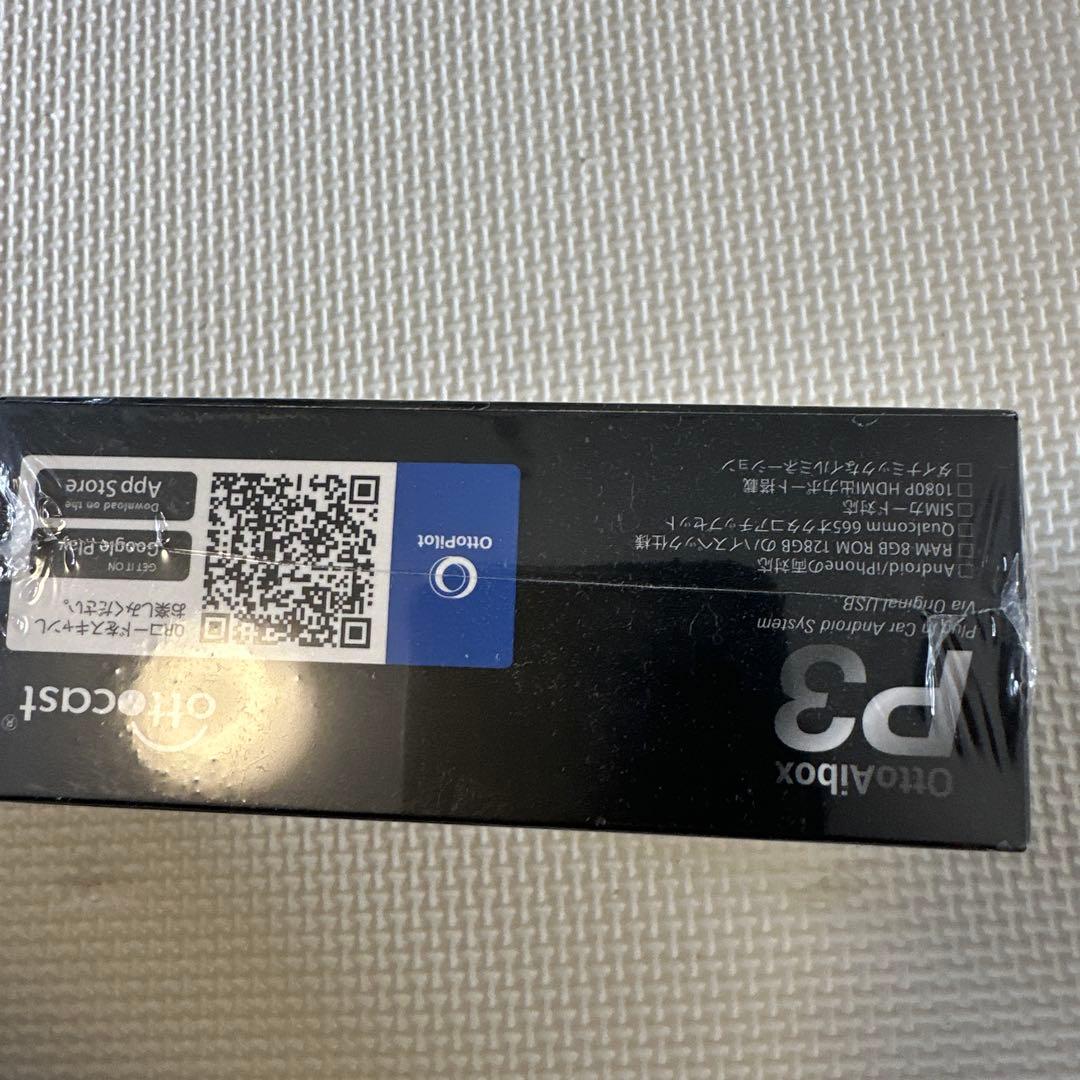 OttoAibox
P3
Plug in Car Android System
Via Original USB
□ Android/iPhoneの両対応
□ RAM 8GB ROM 128GB のハイスペック仕様
□ Qualcomm 665オクタコアチップセット
□ SIMカード対応
□ 1080P HDMI出力ポート搭載
□ ダイナミックなイルミネーション
ottocast®
OttoPilot
QRコードをスキャンし
お楽しみください。
GET IT ON
Google Play
Download on the
App Store